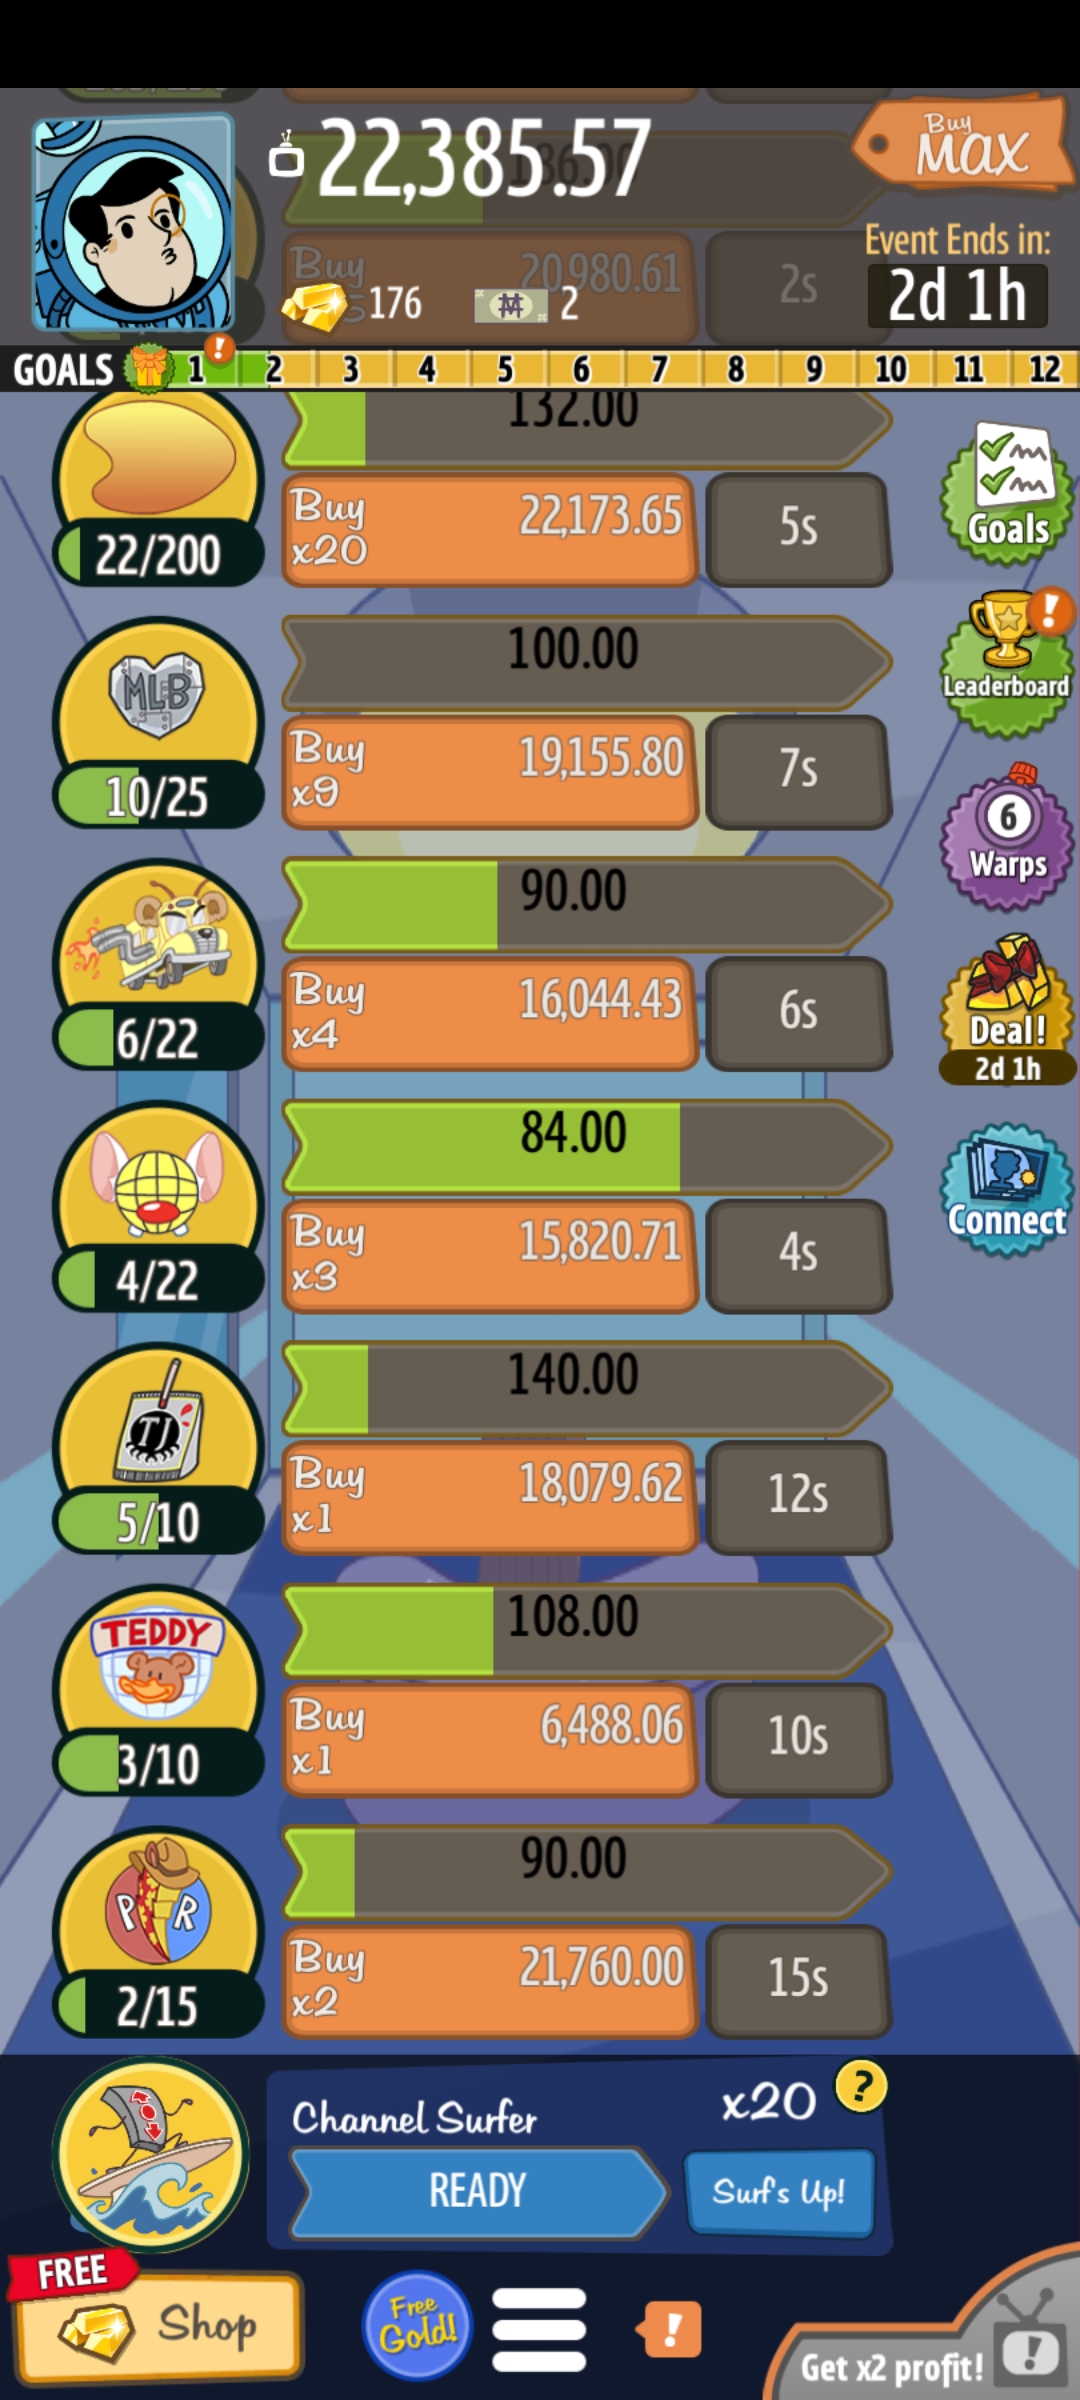 22,385.57
Buy
MAX
Event Ends in:
Buy
20,980.61
2s
176
2
2d 1h
GOALS
1
!
2
3
4
5
6
7
8
9
10
11
12
132.00
Buy
x20
22,173.65
5s
22/200
Goals
MLB
100.00
Buy
x9
19,155.80
7s
10/25
!
Leaderboard
90.00
Buy
x4
16,044.43
6s
6/22
6
Warps
Deal!
2d 1h
84.00
Buy
x3
15,820.71
4s
4/22
Connect
TJ
140.00
Buy
x1
18,079.62
12s
5/10
TEDDY
108.00
Buy
x1
6,488.06
10s
3/10
P R
90.00
Buy
x2
21,760.00
15s
2/15
Channel Surfer
x20
?
READY
Surf's Up!
FREE
Shop
Free
Gold!
!
Get x2 profit!
!